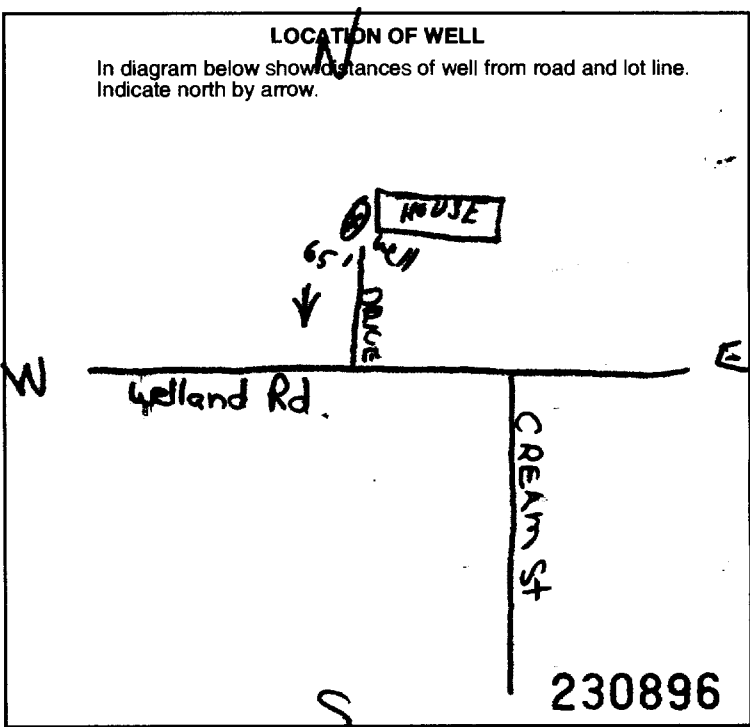 LOCATION OF WELL
N
In diagram below show distances of well from road and lot line.
Indicate north by arrow.
HOUSE
65'
well
DRIVE
W
E
Welland Rd.
CREAM St
S
230896